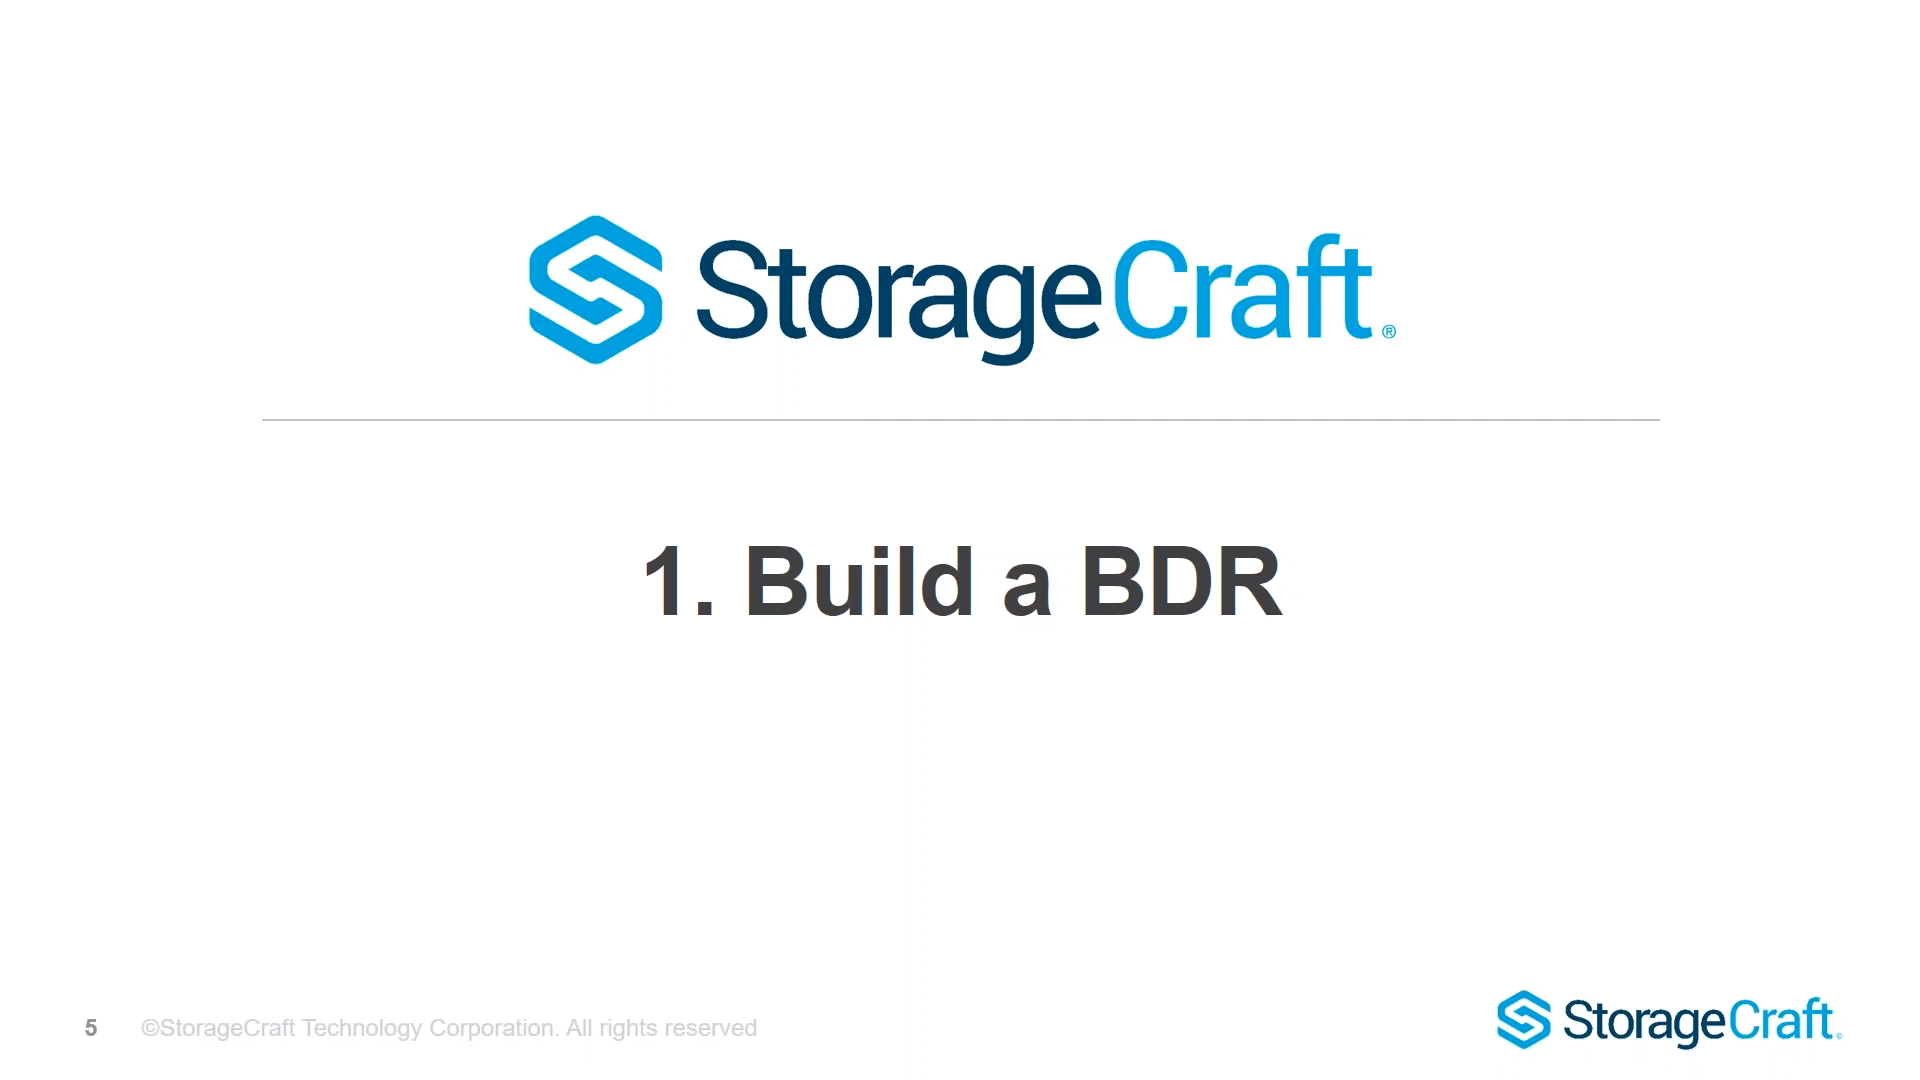 StorageCraft®
1. Build a BDR
5 ©StorageCraft Technology Corporation. All rights reserved
StorageCraft®